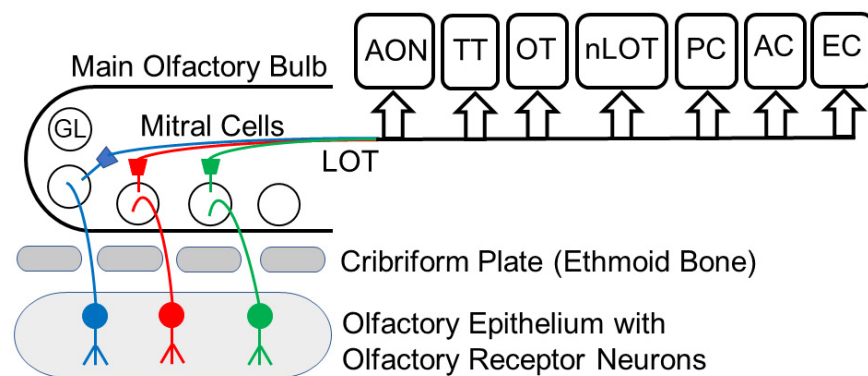 AON TT OT nLOT PC AC EC
Main Olfactory Bulb
GL
Mitral Cells
LOT
Cribriform Plate (Ethmoid Bone)
Olfactory Epithelium with
Olfactory Receptor Neurons